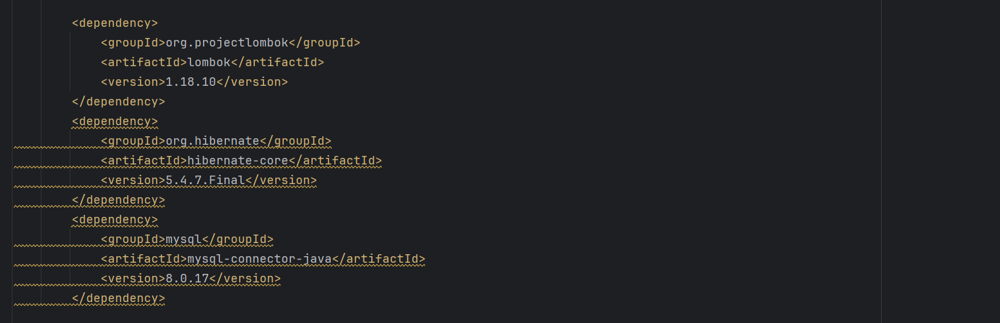 <dependency>
<groupId>org.projectlombok</groupId>
<artifactId>lombok</artifactId>
<version>1.18.10</version>
</dependency>
<dependency>
<groupId>org.hibernate</groupId>
<artifactId>hibernate-core</artifactId>
<version>5.4.7.Final</version>
</dependency>
<dependency>
<groupId>mysql</groupId>
<artifactId>mysql-connector-java</artifactId>
<version>8.0.17</version>
</dependency>